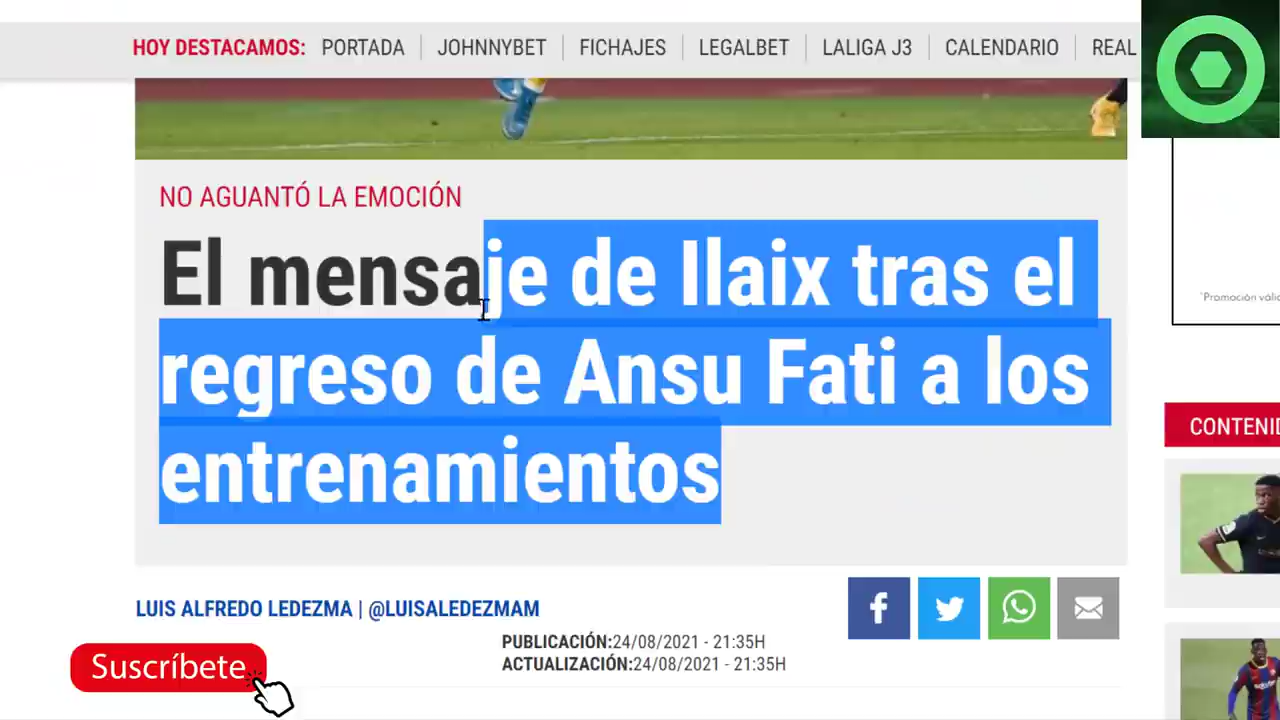 HOY DESTACAMOS: PORTADA JOHNNYBET FICHAJES LEGALBET LALIGA J3 CALENDARIO REAL
NO AGUANTÓ LA EMOCIÓN
El mensaje de Ilaix tras el
regreso de Ansu Fati a los
entrenamientos
*Promoción váli
CONTENID
LUIS ALFREDO LEDEZMA | @LUISALEDEZMAM
PUBLICACIÓN:24/08/2021 - 21:35H
ACTUALIZACIÓN:24/08/2021 - 21:35H
Suscríbete